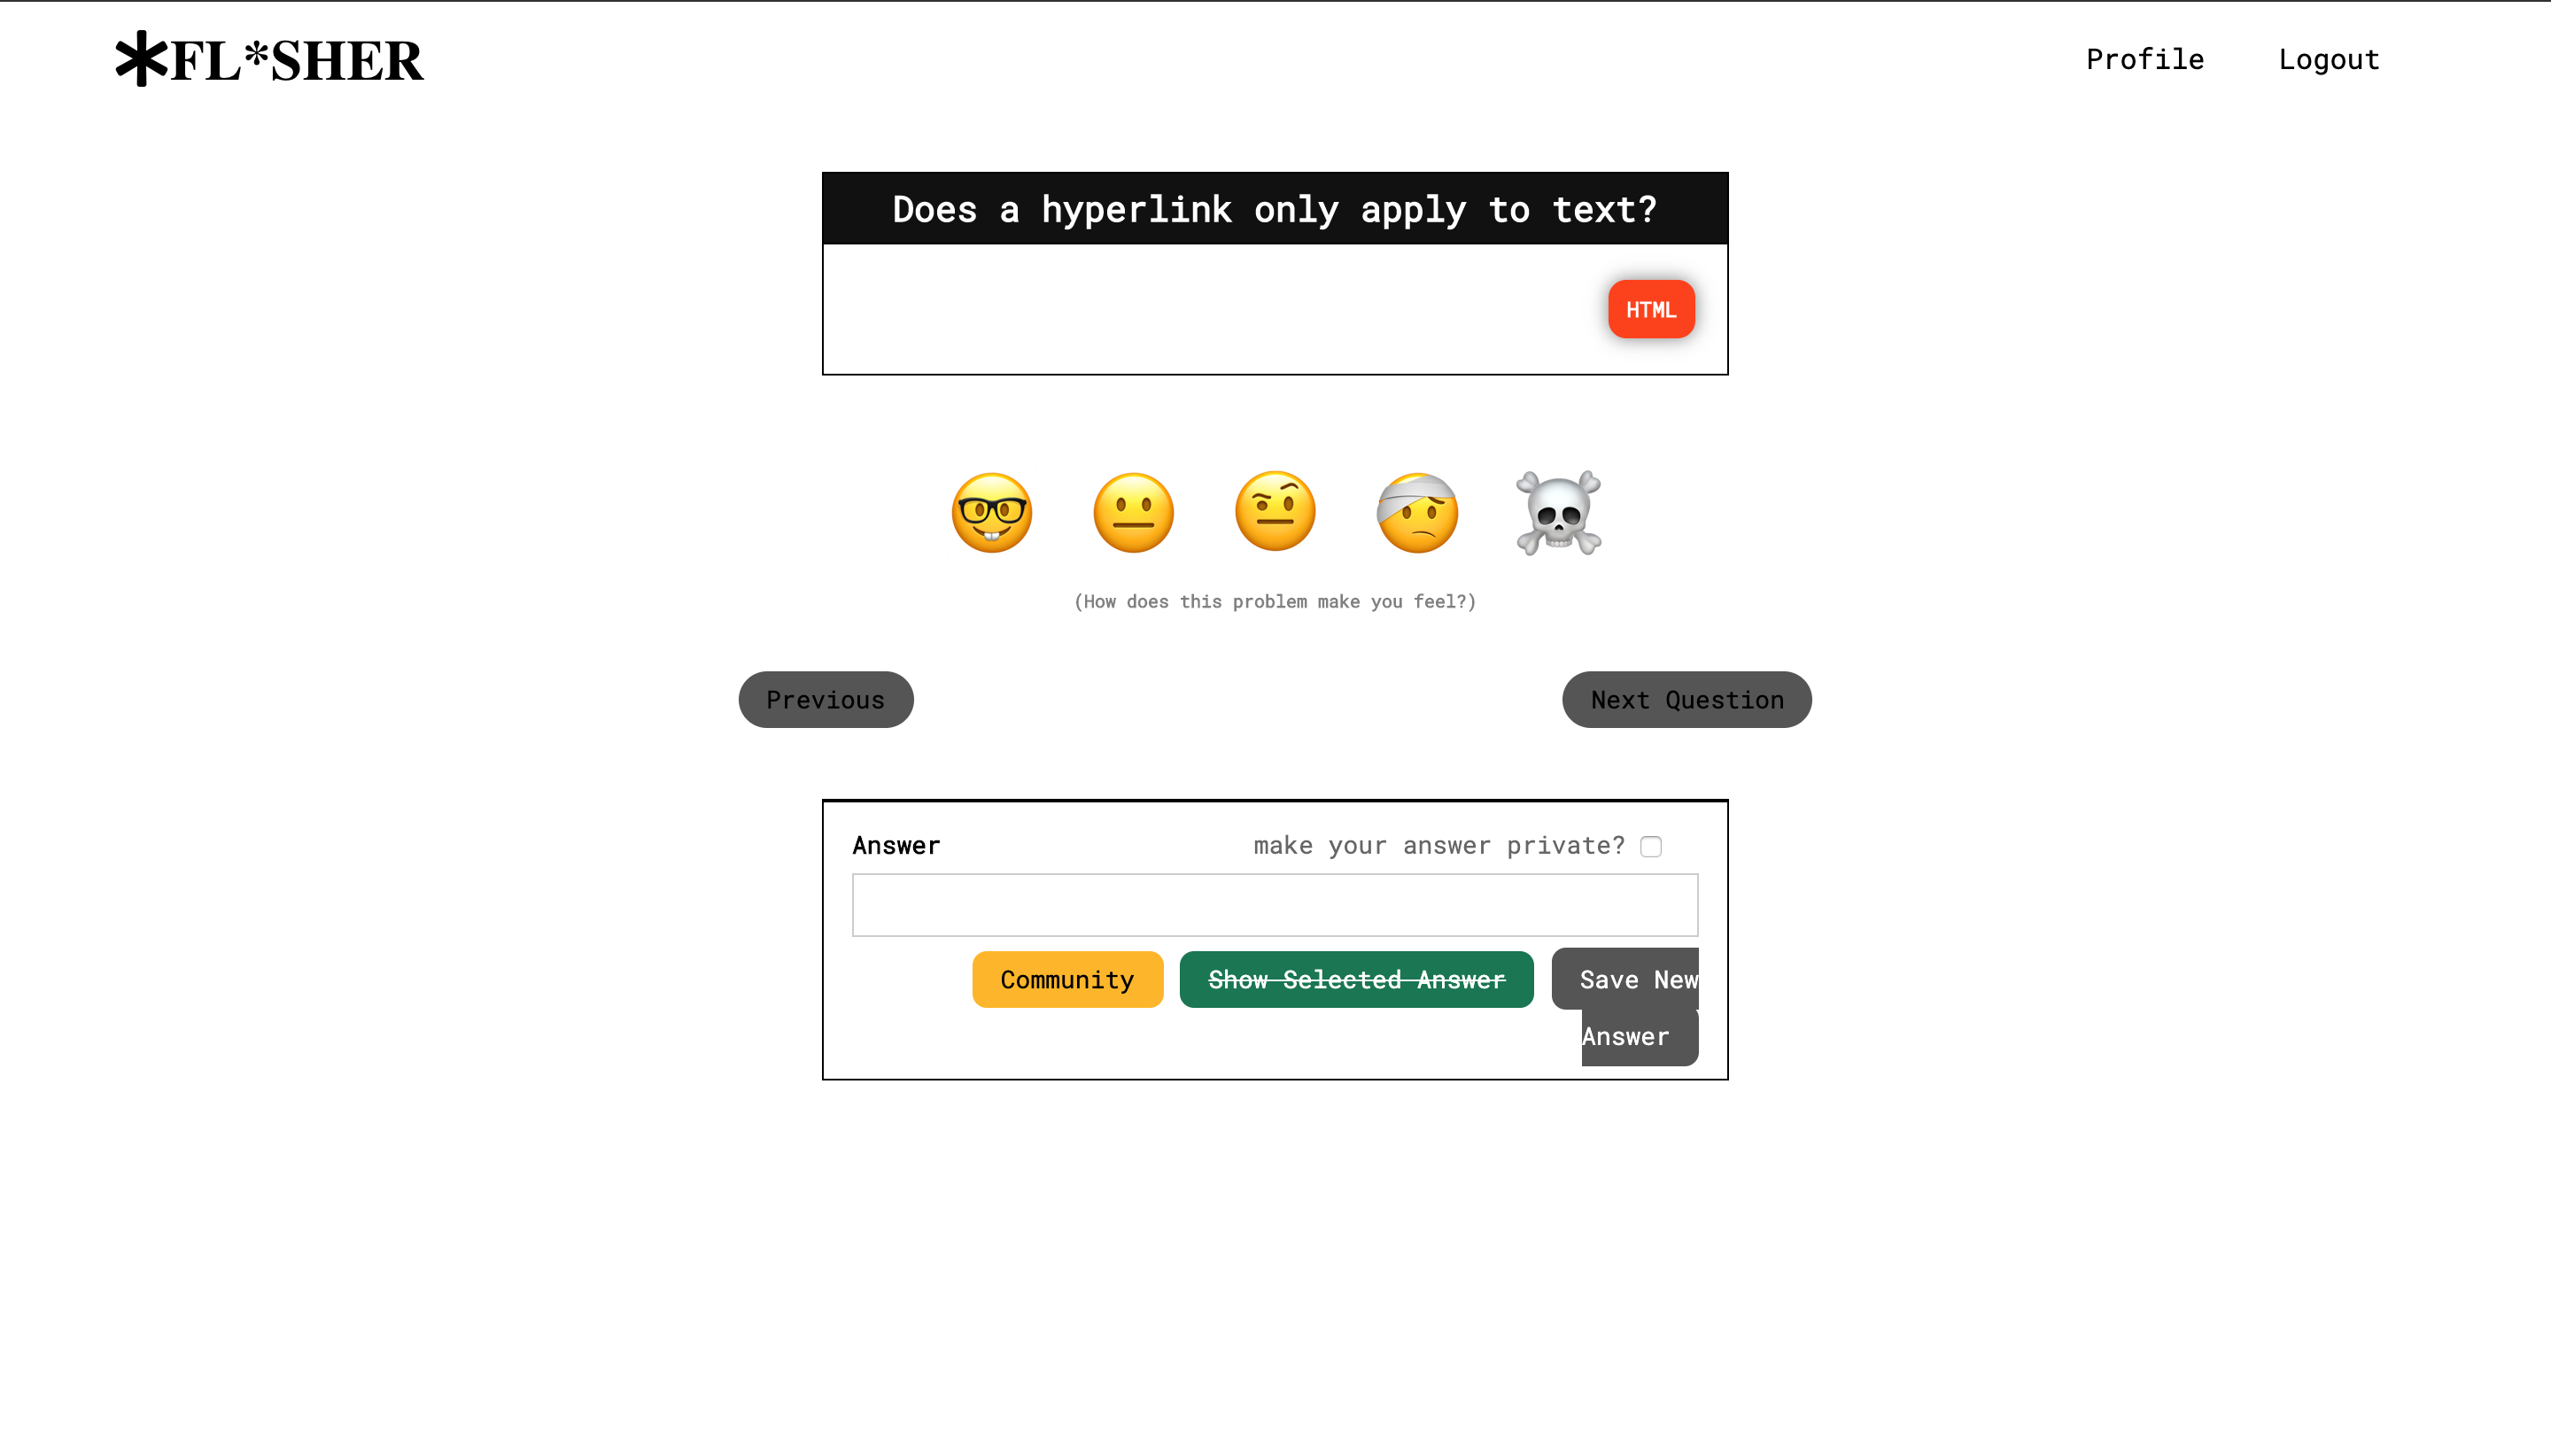 *FL*SHER
Profile
Logout
Does a hyperlink only apply to text?
HTML
(How does this problem make you feel?)
Previous
Next Question
Answer
make your answer private?
Community
Show Selected Answer
Save New
Answer